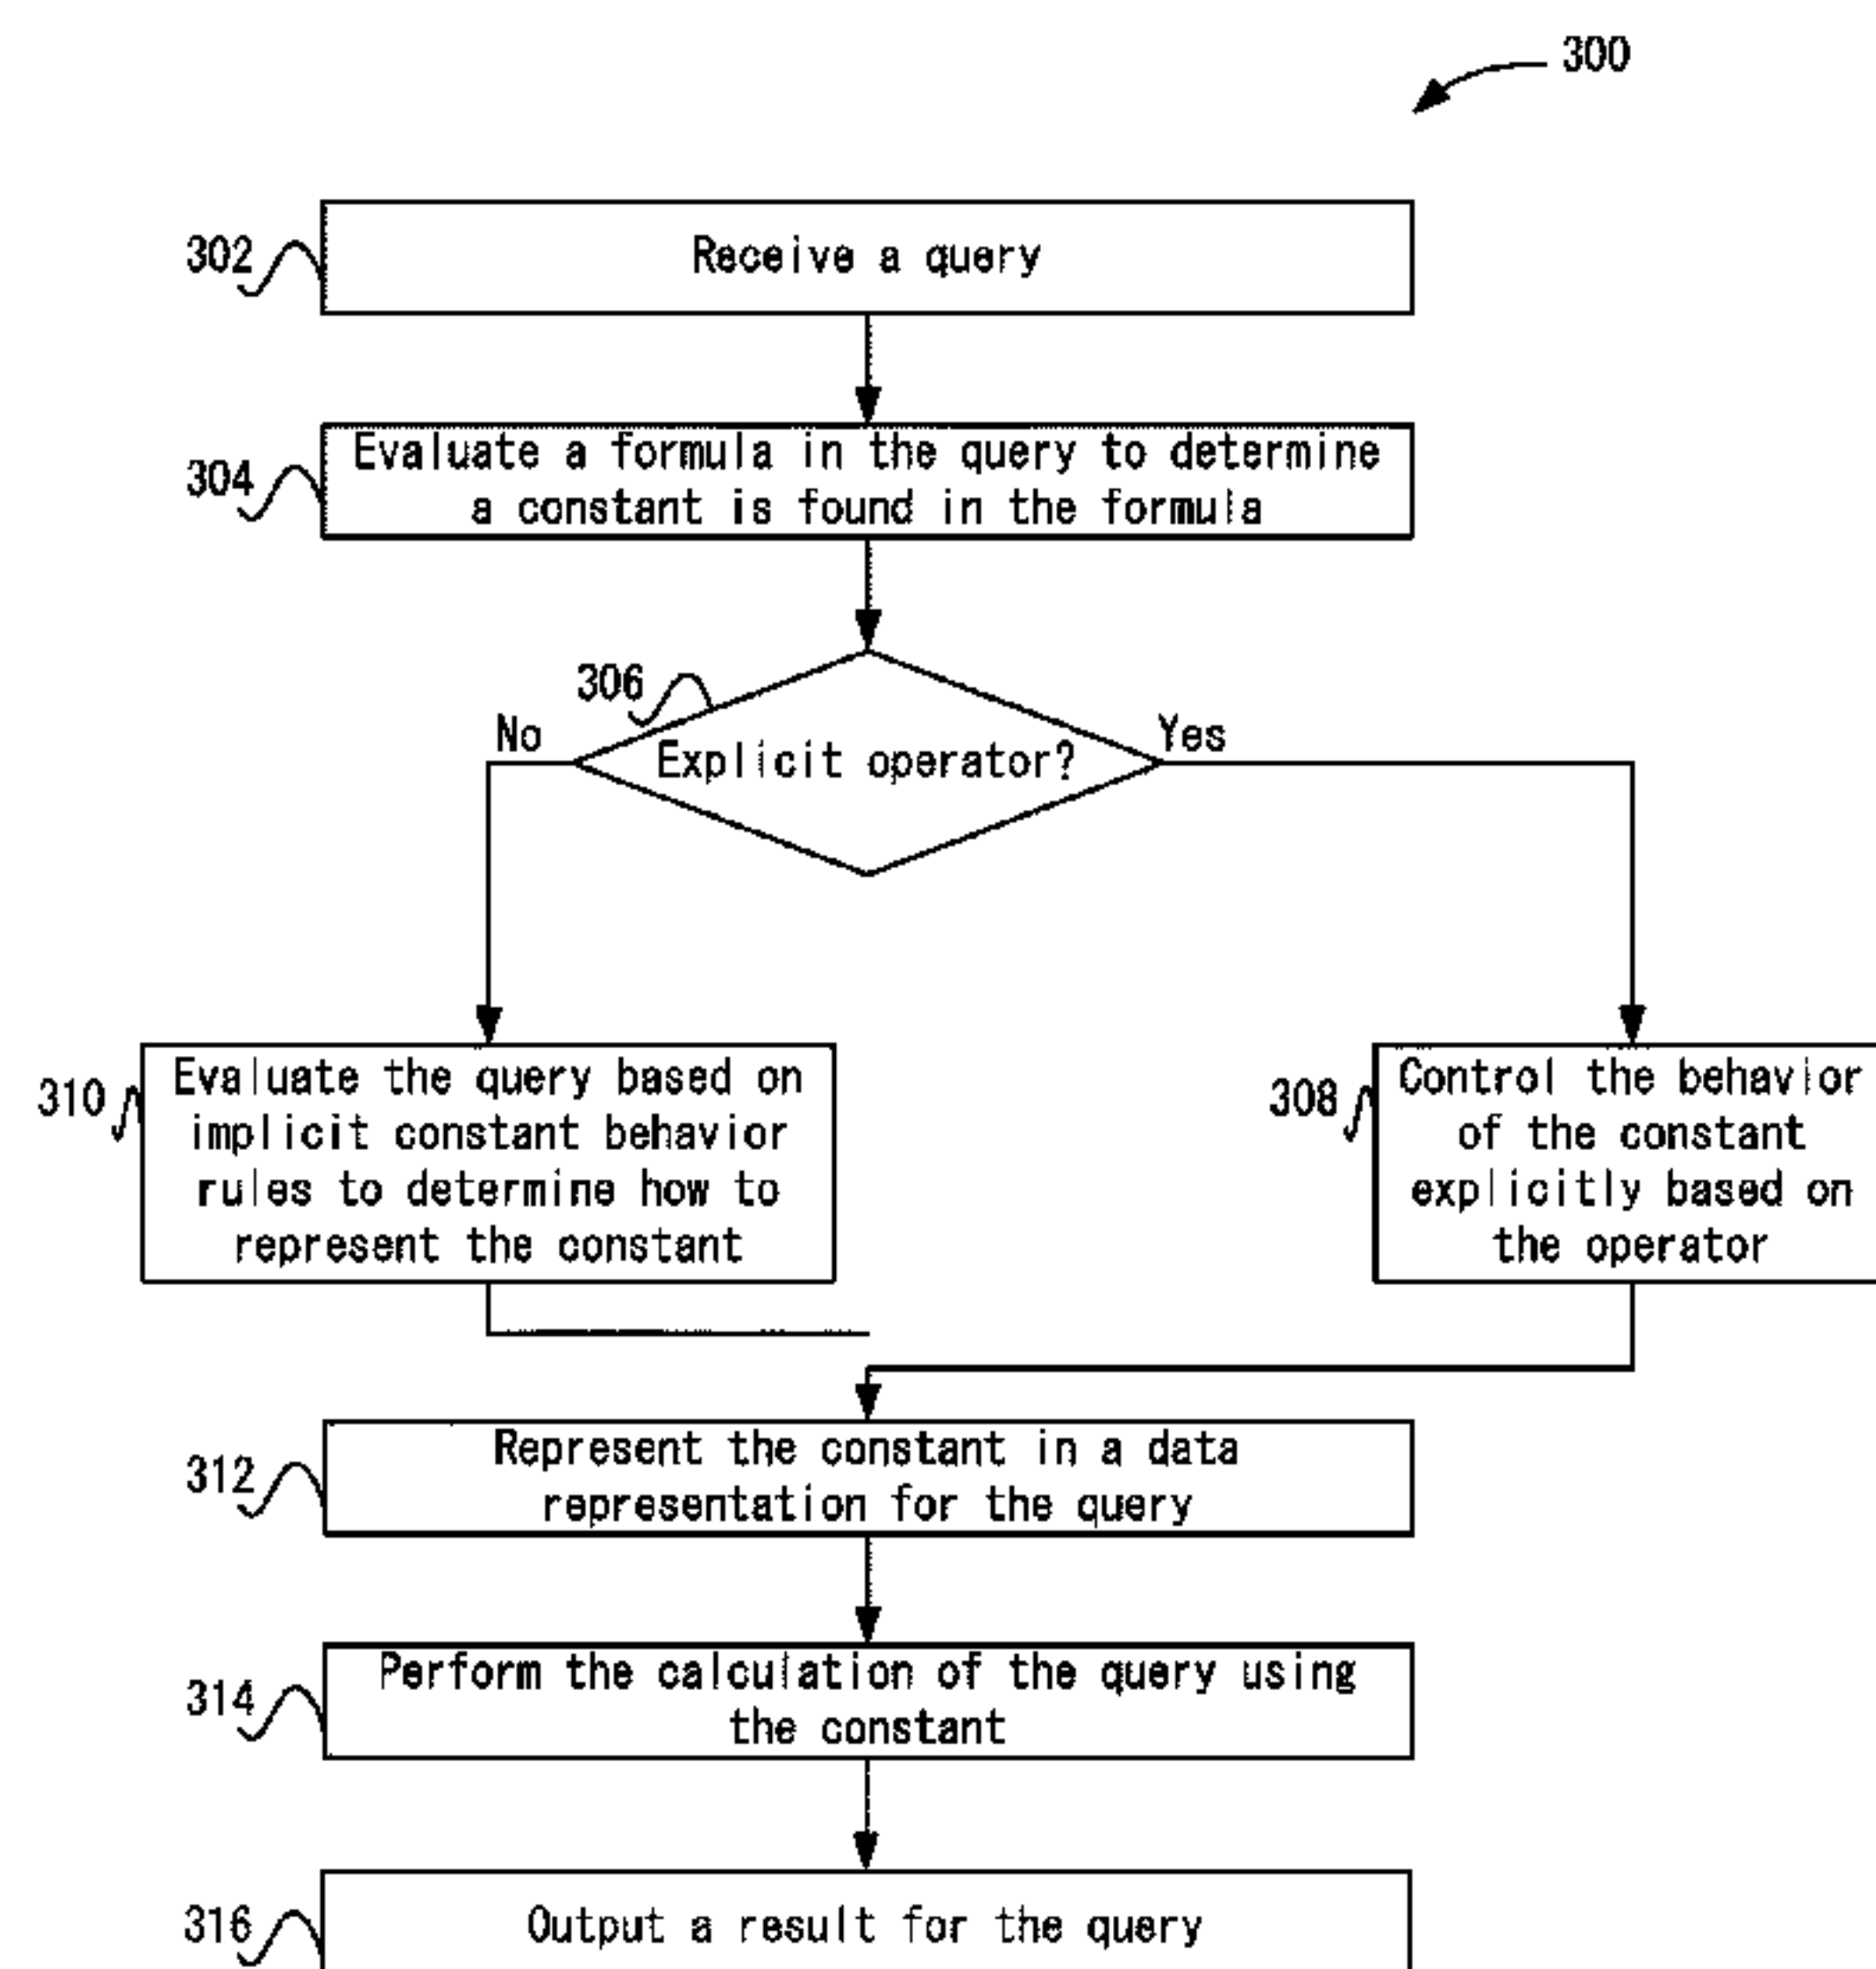 300
302
Receive a query
304
Evaluate a formula in the query to determine
a constant is found in the formula
306
No
Explicit operator?
Yes
310
Evaluate the query based on
implicit constant behavior
rules to determine how to
represent the constant
308
Control the behavior
of the constant
explicitly based on
the operator
312
Represent the constant in a data
representation for the query
314
Perform the calculation of the query using
the constant
316
Output a result for the query